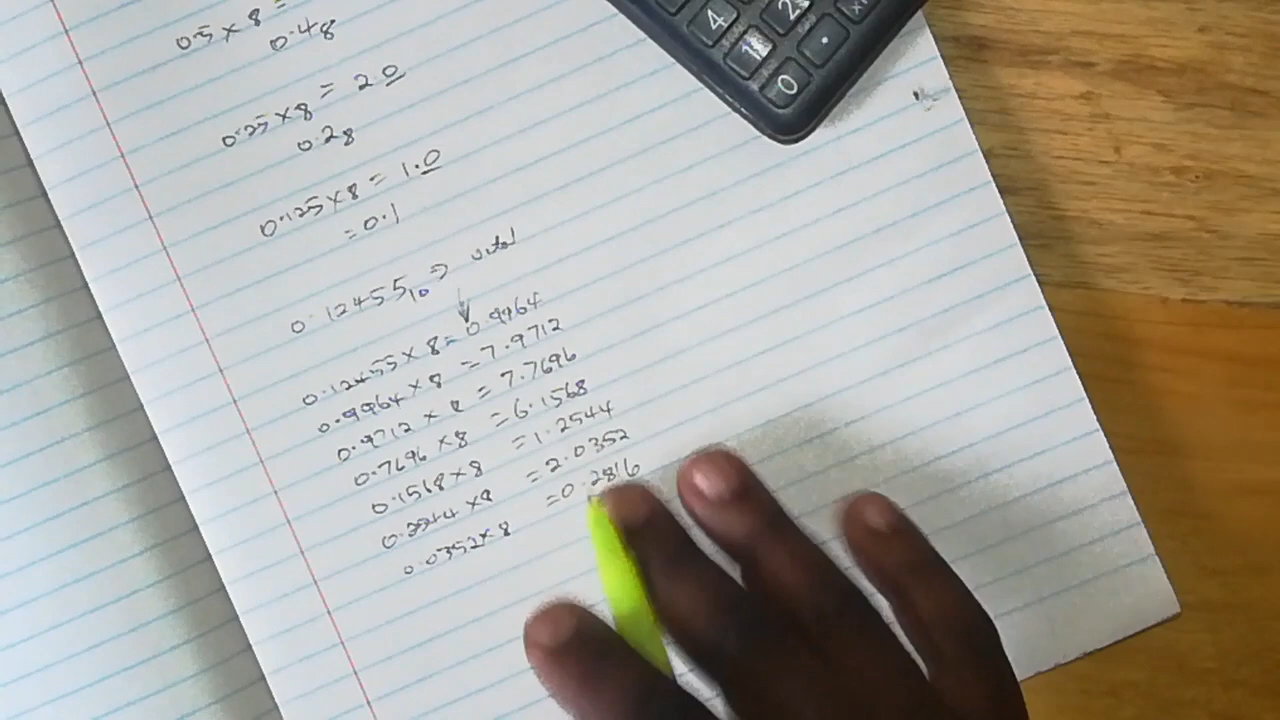 0.5 × 8 =
0.48
0.25 × 8 = 20
0.28
0.125 × 8 = 1.0
= 0.1
0.12455₁₀ ⇒ octal
0.12455 × 8 = 0.9964
0.9964 × 8 = 7.9712
0.9712 × 8 = 7.7696
0.7696 × 8 = 6.1568
0.1568 × 8 = 1.2544
0.2544 × 8 = 2.0352
0.0352 × 8 = 0.2816
4
2
1
0
.